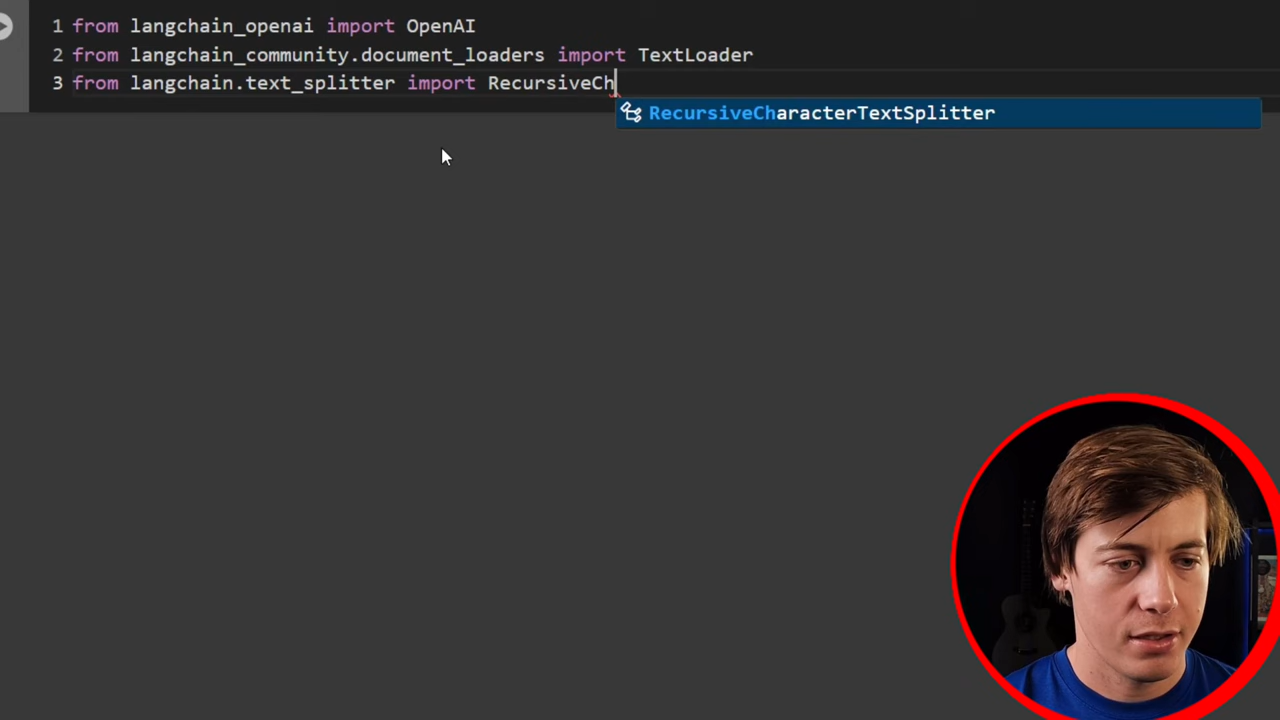 1 from langchain_openai import OpenAI
2 from langchain_community.document_loaders import TextLoader
3 from langchain.text_splitter import RecursiveCh
RecursiveCharacterTextSplitter